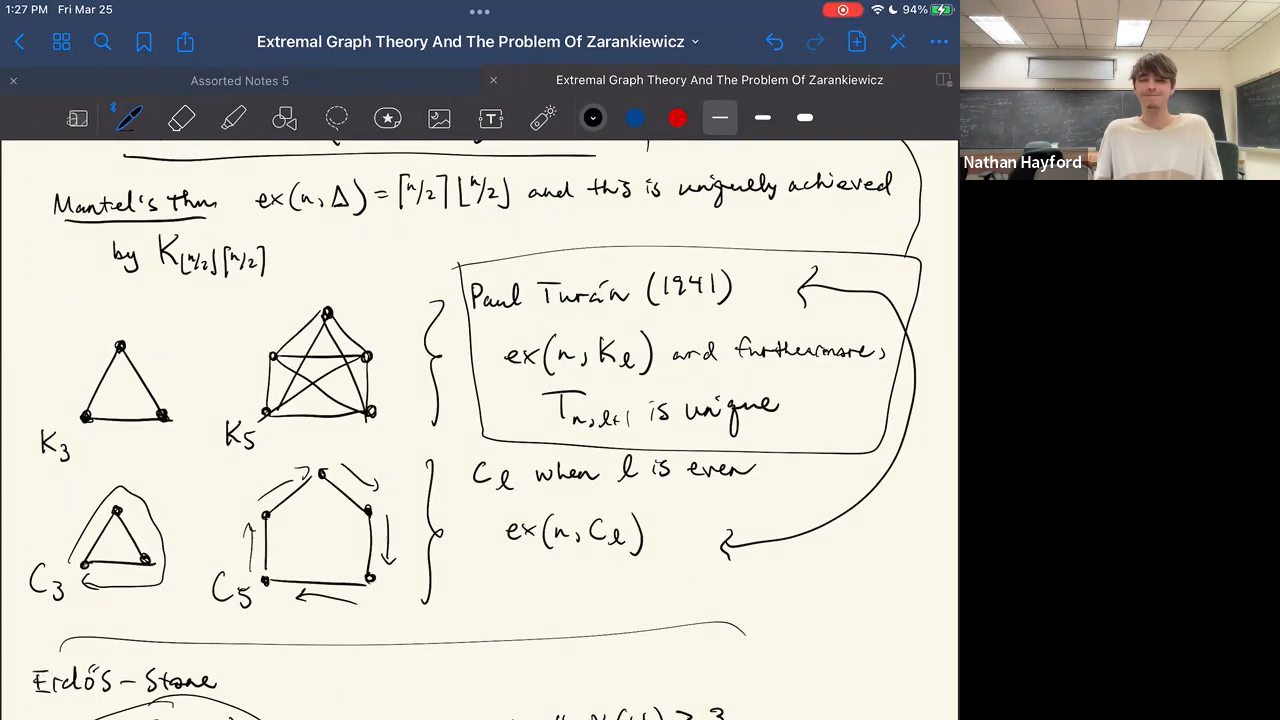 1:27 PM Fri Mar 25
94%
Extremal Graph Theory And The Problem Of Zarankiewicz
Assorted Notes 5
Extremal Graph Theory And The Problem Of Zarankiewicz
Nathan Hayford
Mantel's Thm ex(n, Δ) = ⌈n/2⌉ ⌊n/2⌋ and this is uniquely achieved
by K⌊n/2⌋⌈n/2⌉
Paul Turán (1941)
ex(n, Kℓ) and furthermore,
Tn,ℓ+1 is unique
K3
K5
Cℓ when ℓ is even
ex(n, Cℓ)
C3
C5
Erdős - Stone